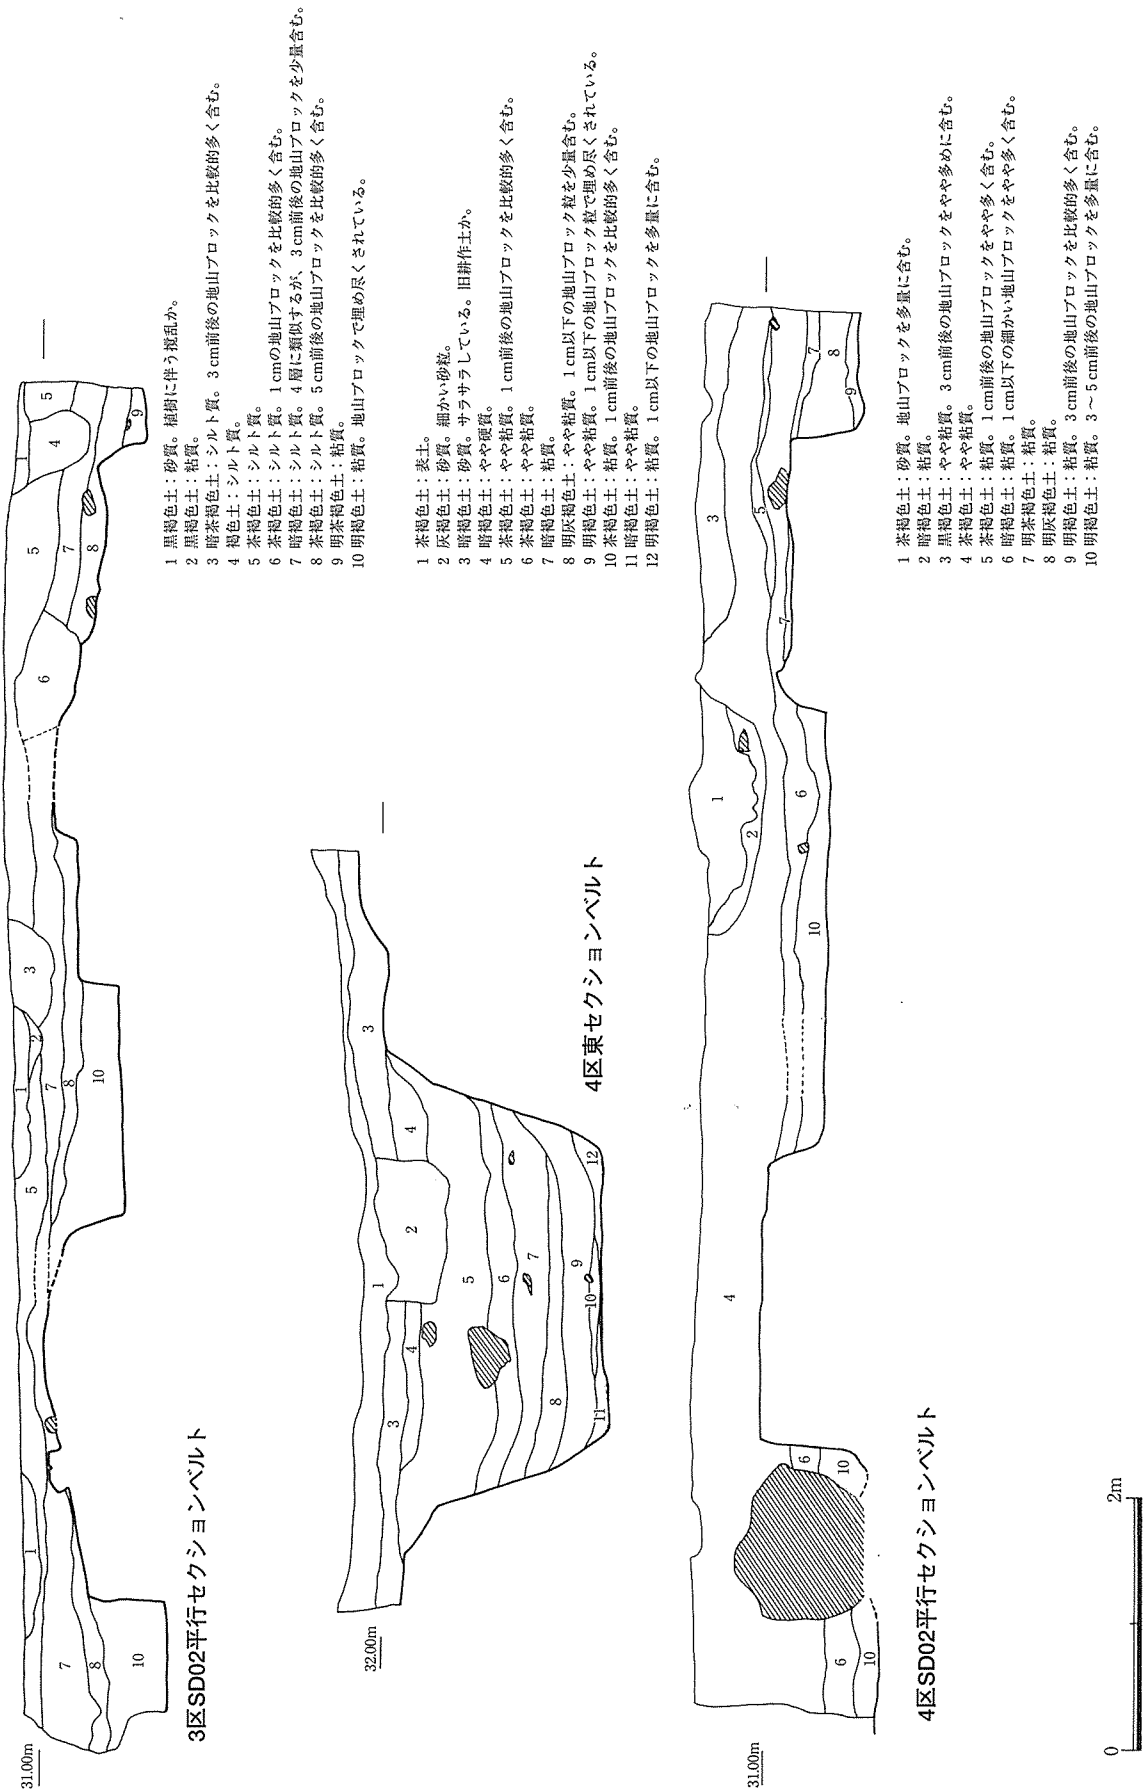 31.00m
3区SD02平行セクションベルト
1 黒褐色土：砂質。植樹に伴う撹乱か。
2 黒褐色土：粘質。
3 暗茶褐色土：シルト質。3cm前後の地山ブロックを比較的多く含む。
4 褐色土：シルト質。
5 茶褐色土：シルト質。
6 茶褐色土：シルト質。1cmの地山ブロックを比較的多く含む。
7 暗褐色土：シルト質。4層に類似するが、3cm前後の地山ブロックを少量含む。
8 茶褐色土：シルト質。5cm前後の地山ブロックを比較的多く含む。
9 明茶褐色土：粘質。
10 明褐色土：粘質。地山ブロックで埋め尽くされている。
32.00m
4区東セクションベルト
1 茶褐色土：表土。
2 灰褐色土：砂質。細かい砂粒。
3 暗褐色土：砂質。サラサラしている。旧耕作土か。
4 暗褐色土：やや硬質。
5 茶褐色土：やや粘質。1cm前後の地山ブロックを比較的多く含む。
6 茶褐色土：やや粘質。
7 暗褐色土：粘質。
8 明灰褐色土：やや粘質。1cm以下の地山ブロック粒を少量含む。
9 明褐色土：やや粘質。1cm以下の地山ブロック粒で埋め尽くされている。
10 茶褐色土：粘質。1cm前後の地山ブロックを比較的多く含む。
11 暗褐色土：やや粘質。
12 明褐色土：粘質。1cm以下の地山ブロックを多量に含む。
31.00m
4区SD02平行セクションベルト
1 茶褐色土：砂質。地山ブロックを多量に含む。
2 暗褐色土：粘質。
3 黒褐色土：やや粘質。3cm前後の地山ブロックをやや多めに含む。
4 茶褐色土：やや粘質。
5 茶褐色土：粘質。1cm前後の地山ブロックをやや多く含む。
6 暗褐色土：粘質。1cm以下の細かい地山ブロックをやや多く含む。
7 明茶褐色土：粘質。
8 明灰褐色土：粘質。
9 明褐色土：粘質。3cm前後の地山ブロックを比較的多く含む。
10 明褐色土：粘質。3～5cm前後の地山ブロックを多量に含む。
0 2m